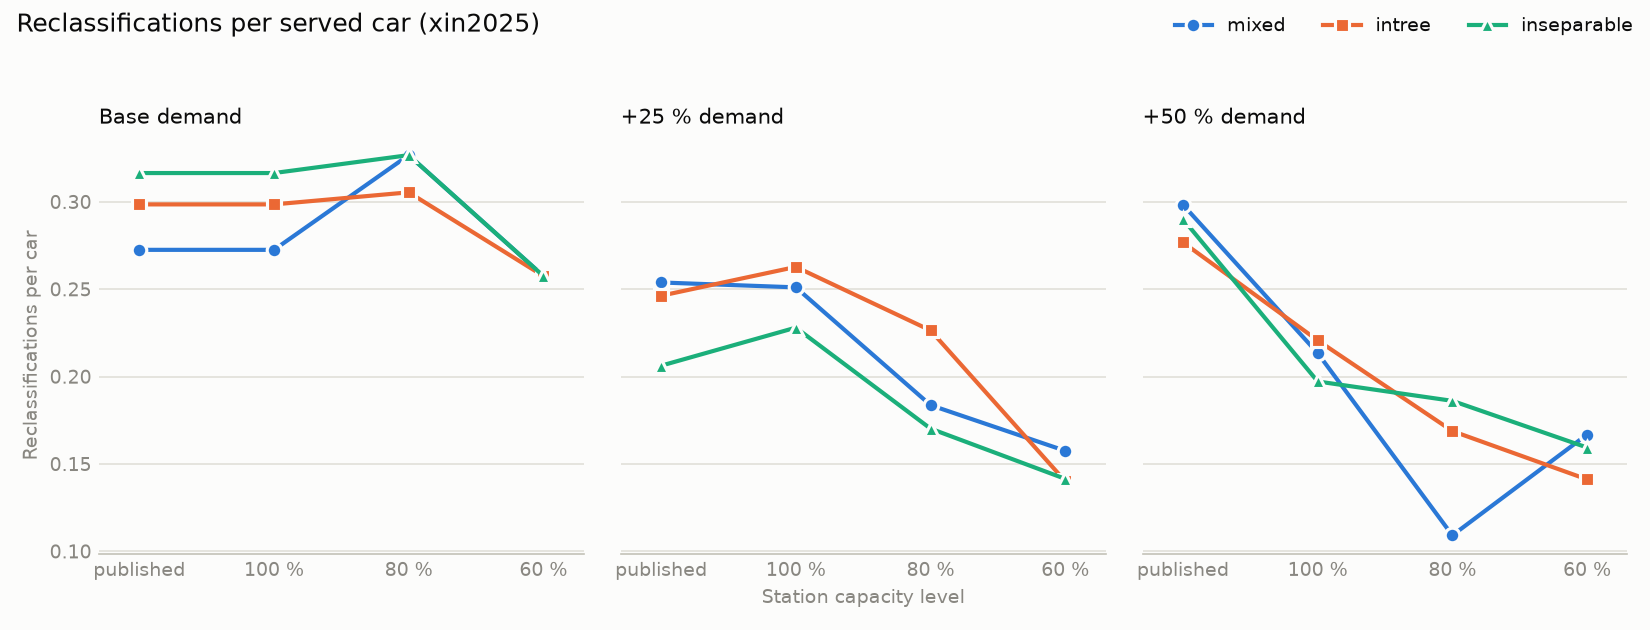 Reclassifications per served car (xin2025)
mixed intree inseparable
Base demand
+25 % demand
+50 % demand
Reclassifications per car
0.30
0.25
0.20
0.15
0.10
published 100 % 80 % 60 %
published 100 % 80 % 60 %
published 100 % 80 % 60 %
Station capacity level